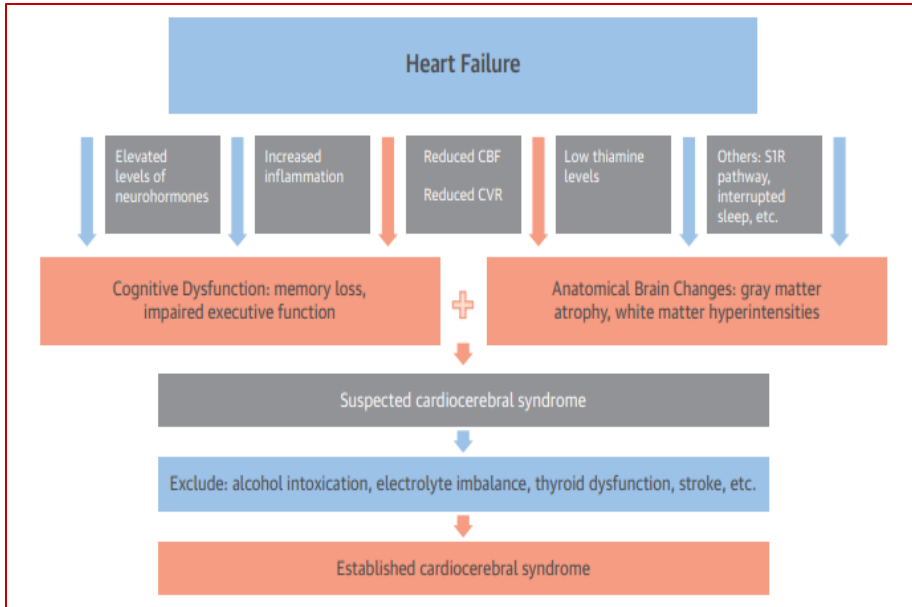 Heart Failure
Elevated
levels of
neurohormones
Increased
inflammation
Reduced CBF
Reduced CVR
Low thiamine
levels
Others: S1R
pathway,
interrupted
sleep, etc.
Cognitive Dysfunction: memory loss,
impaired executive function
Anatomical Brain Changes: gray matter
atrophy, white matter hyperintensities
Suspected cardiocerebral syndrome
Exclude: alcohol intoxication, electrolyte imbalance, thyroid dysfunction, stroke, etc.
Established cardiocerebral syndrome